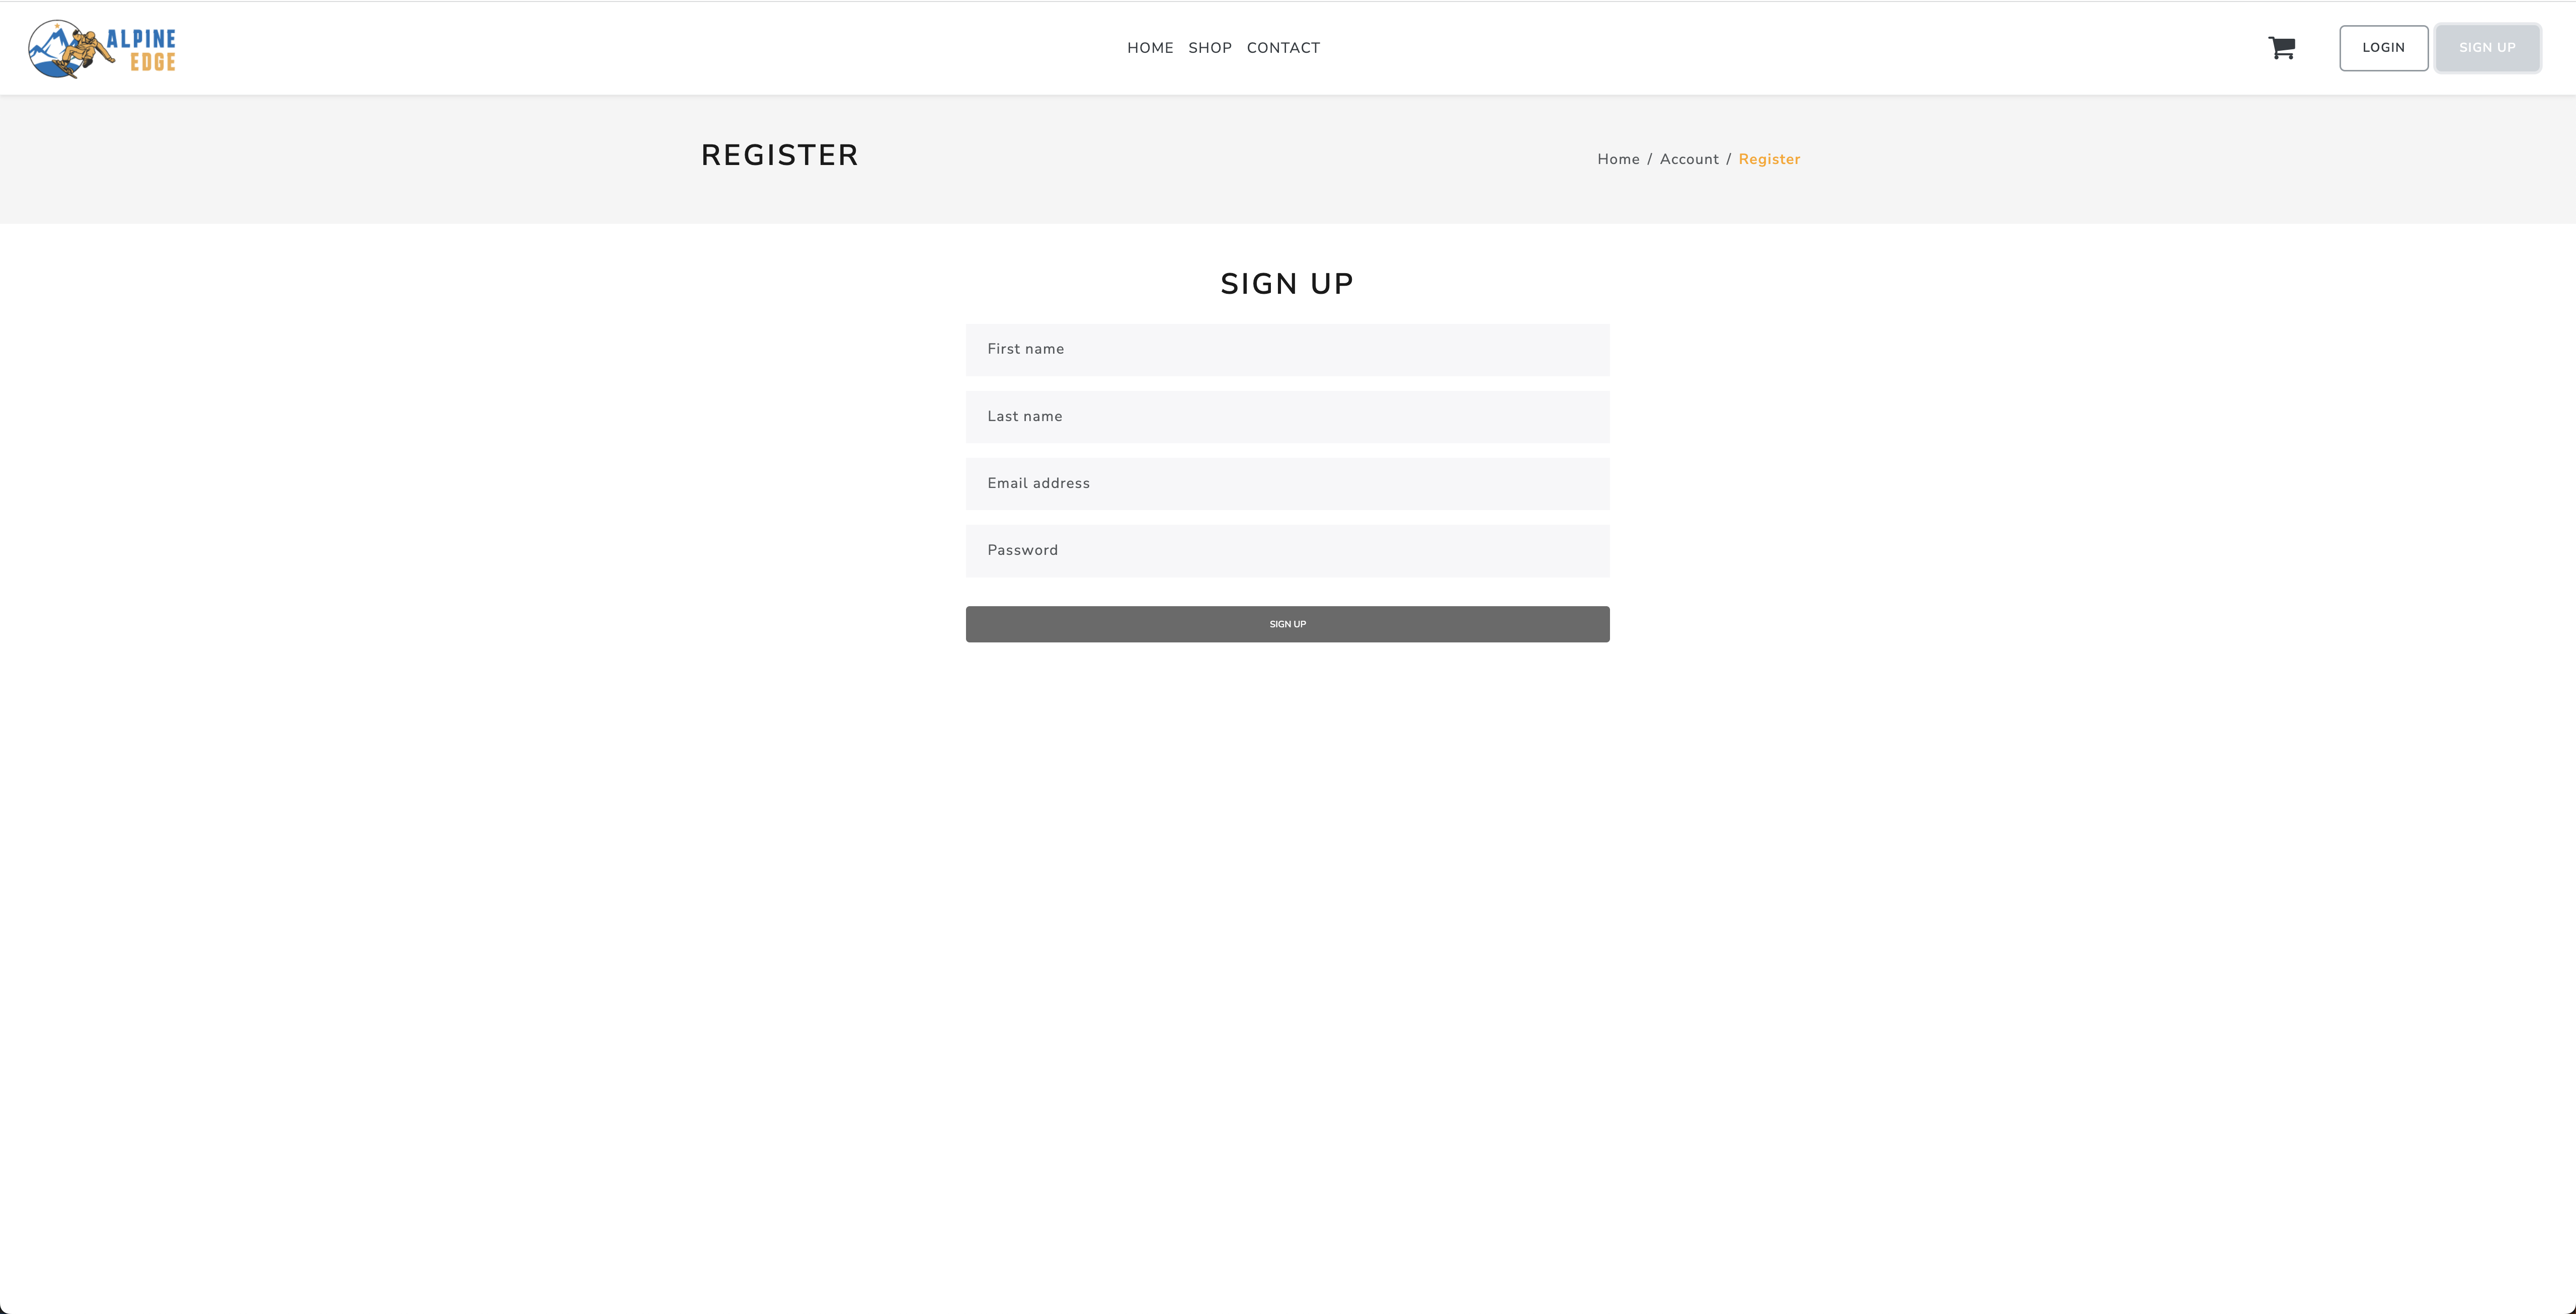 ALPINE
EDGE
HOME SHOP CONTACT
LOGIN SIGN UP
REGISTER
Home / Account / Register
SIGN UP
First name
Last name
Email address
Password
SIGN UP